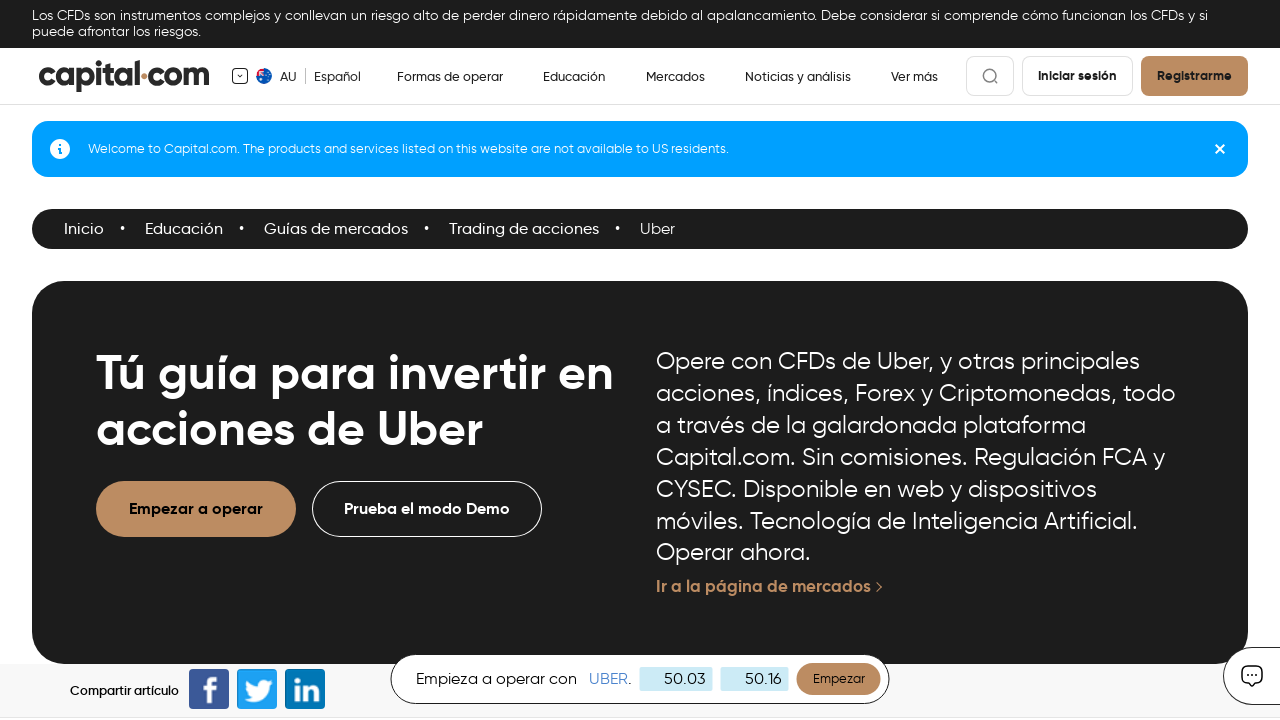 Los CFDs son instrumentos complejos y conllevan un riesgo alto de perder dinero rápidamente debido al apalancamiento. Debe considerar si comprende cómo funcionan los CFDs y si
puede afrontar los riesgos.
capital.com
AU Español Formas de operar Educación Mercados Noticias y análisis Ver más Iniciar sesión Registrarme
Welcome to Capital.com. The products and services listed on this website are not available to US residents.
Inicio • Educación • Guías de mercados • Trading de acciones • Uber
Tú guía para invertir en
acciones de Uber
Empezar a operar Prueba el modo Demo
Opere con CFDs de Uber, y otras principales
acciones, índices, Forex y Criptomonedas, todo
a través de la galardonada plataforma
Capital.com. Sin comisiones. Regulación FCA y
CYSEC. Disponible en web y dispositivos
móviles. Tecnología de Inteligencia Artificial.
Operar ahora.
Ir a la página de mercados
Compartir artículo
Empieza a operar con UBER. 50.03 50.16 Empezar